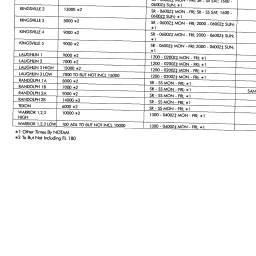 SR - 0600Z‡ MON - FRI; SR - SS SAT; 1600 -
KINGSVILLE 2 13000 *2 0600Z‡ SUN; *1
SR - 0600Z‡ MON - FRI; SR - SS SAT; 1600 -
KINGSVILLE 3 8000 *2 0600Z‡ SUN; *1
SR - 0600Z‡ MON - FRI; 2000 - 0600Z‡ SUN;
KINGSVILLE 4 9000 *2 *1
SR - 0600Z‡ MON - FRI; 2000 - 0600Z‡ SUN;
KINGSVILLE 5 9000 *2 *1
LAUGHLIN 1 9000 *2 1200 - 0200Z‡ MON - FRI; *1
LAUGHLIN 2 7000 *2 1200 - 0200Z‡ MON - FRI; *1
LAUGHLIN 3 HIGH 15000 *2 1200 - 0200Z‡ MON - FRI; *1
LAUGHLIN 3 LOW 7000 TO BUT NOT INCL 15000 1200 - 0200Z‡ MON - FRI; *1
RANDOLPH 1A 8000 *2 SR - SS MON - FRI; *1
RANDOLPH 1B 7000 *2 SR - SS MON - FRI; *1
RANDOLPH 2A 9000 *2 SR - SS MON - FRI; *1 SAN
RANDOLPH 2B 14000 *2 SR - SS MON - FRI; *1
TEXON 6000 *2 SR - SS MON - FRI; *1
WARRIOR 1,2,3 HIGH 10000 *2 1300 - 0400Z‡ MON - FRI; *1
WARRIOR 1,2,3 LOW 100 AGL TO BUT NOT INCL 10000 1300 - 0400Z‡ MON - FRI; *1
*1 Other Times By NOTAM
*2 To But Not Including FL 180